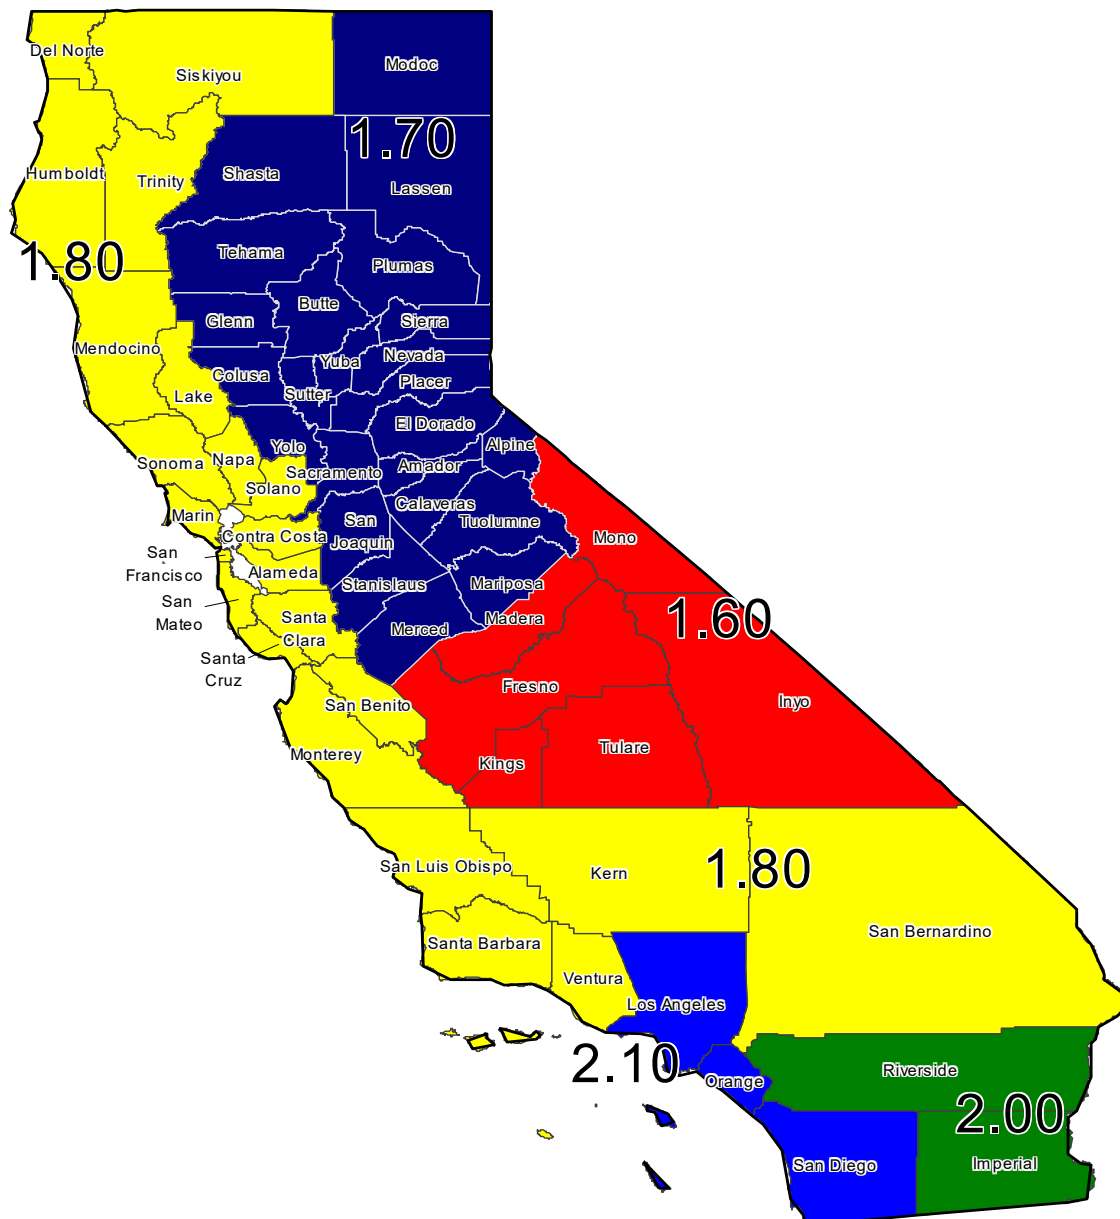 Del Norte
Siskiyou
Modoc
1.70
Humboldt
Trinity
Shasta
Lassen
1.80
Tehama
Plumas
Butte
Glenn
Sierra
Mendocino
Nevada
Yuba
Colusa
Placer
Lake
Sutter
El Dorado
Alpine
Yolo
Sonoma
Napa
Amador
Sacramento
Solano
Calaveras
Marin
San
Joaquin
Tuolumne
Contra Costa
Mono
San
Francisco
Alameda
Stanislaus
Mariposa
San
Mateo
Santa
Clara
Merced
Madera
1.60
Santa
Cruz
Fresno
San Benito
Inyo
Monterey
Kings
Tulare
San Luis Obispo
Kern
1.80
San Bernardino
Santa Barbara
Ventura
Los Angeles
2.10
Orange
Riverside
2.00
San Diego
Imperial